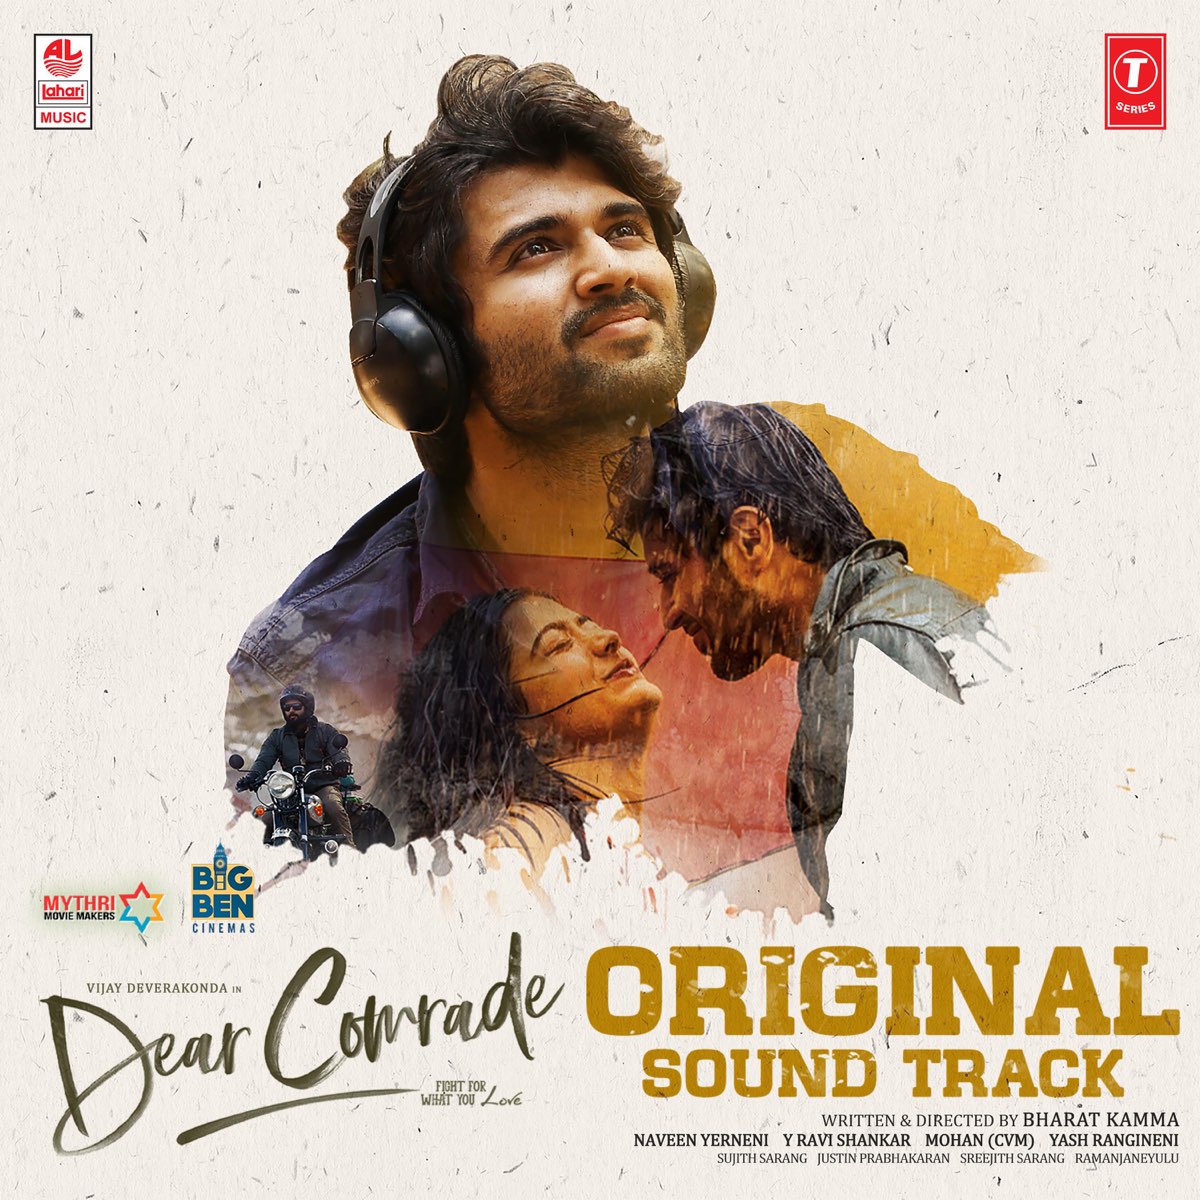 AL
lahari
MUSIC
T
SERIES
MYTHRI
MOVIE MAKERS
BIG
BEN
CINEMAS
VIJAY DEVERAKONDA IN
Dear Comrade
FIGHT FOR
WHAT YOU Love
ORIGINAL
SOUND TRACK
WRITTEN & DIRECTED BY BHARAT KAMMA
NAVEEN YERNENI Y RAVI SHANKAR MOHAN (CVM) YASH RANGINENI
SUJITH SARANG JUSTIN PRABHAKARAN SREEJITH SARANG RAMANJANEYULU